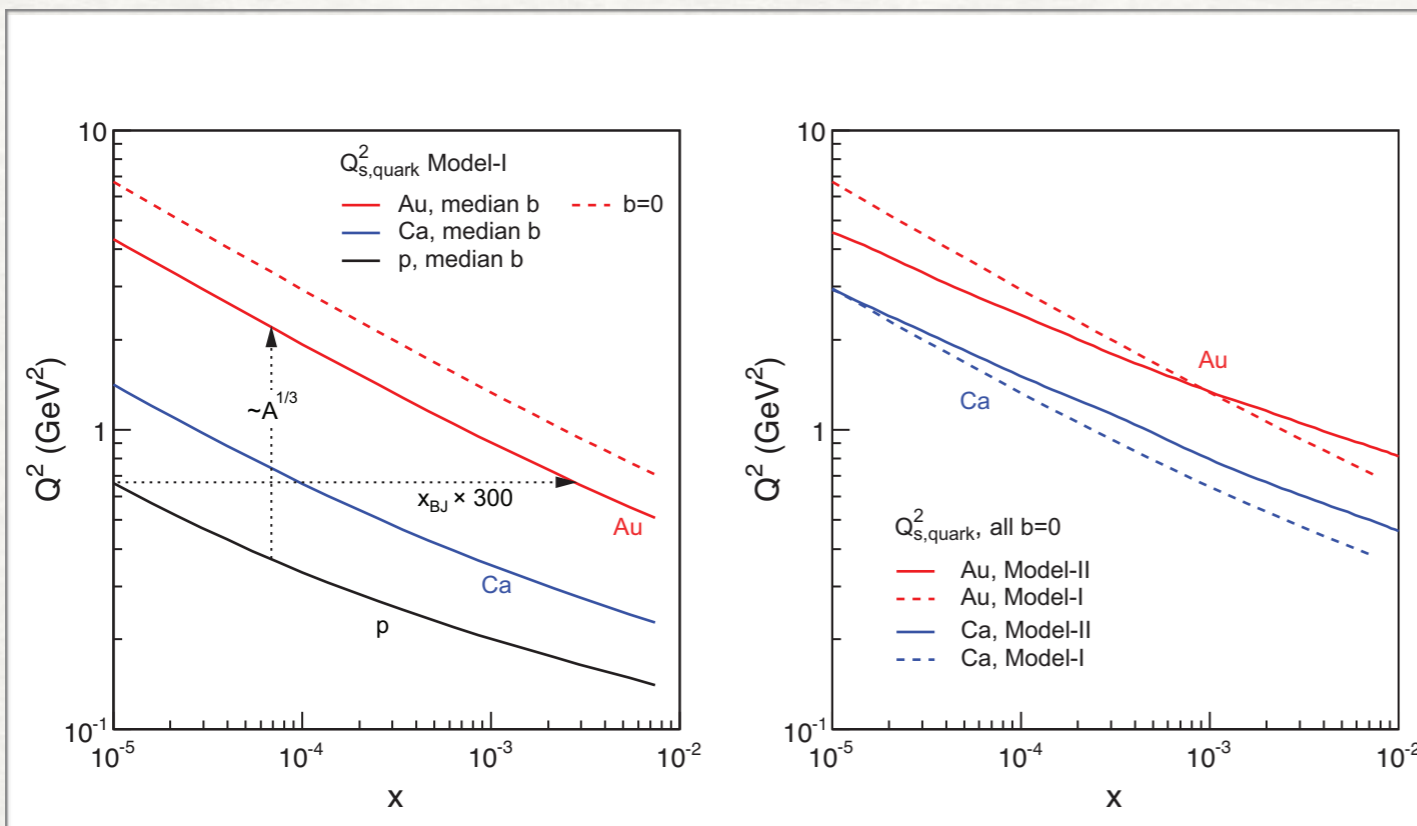 Q²s,quark Model-I
Au, median b
b=0
Ca, median b
p, median b
~A^1/3
x_BJ × 300
Au
Ca
p
10
1
10^-1
Q² (GeV²)
10^-5
10^-4
10^-3
10^-2
x
Au
Ca
Q²s,quark, all b=0
Au, Model-II
Au, Model-I
Ca, Model-II
Ca, Model-I
10
1
10^-1
Q² (GeV²)
10^-5
10^-4
10^-3
10^-2
x